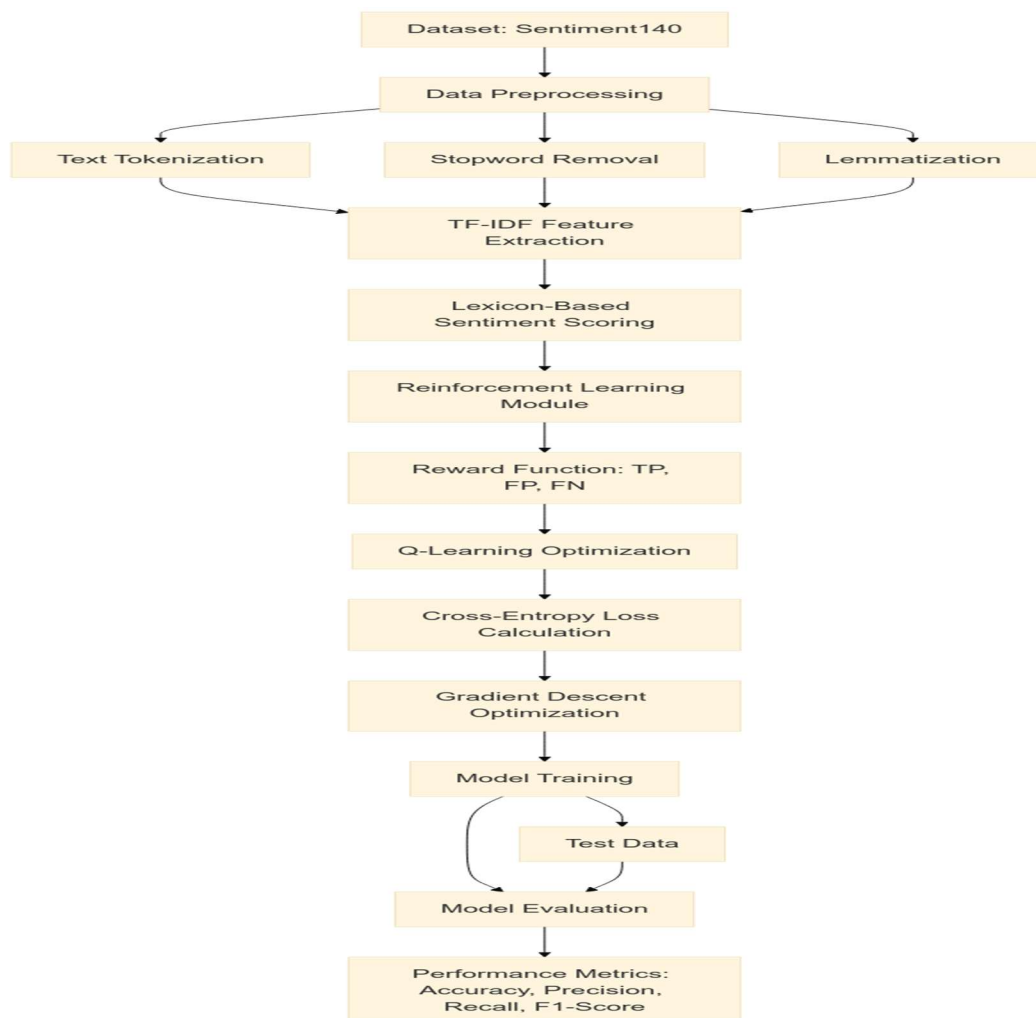 Dataset: Sentiment140
Data Preprocessing
Text Tokenization
Stopword Removal
Lemmatization
TF-IDF Feature
Extraction
Lexicon-Based
Sentiment Scoring
Reinforcement Learning
Module
Reward Function: TP,
FP, FN
Q-Learning Optimization
Cross-Entropy Loss
Calculation
Gradient Descent
Optimization
Model Training
Test Data
Model Evaluation
Performance Metrics:
Accuracy, Precision,
Recall, F1-Score